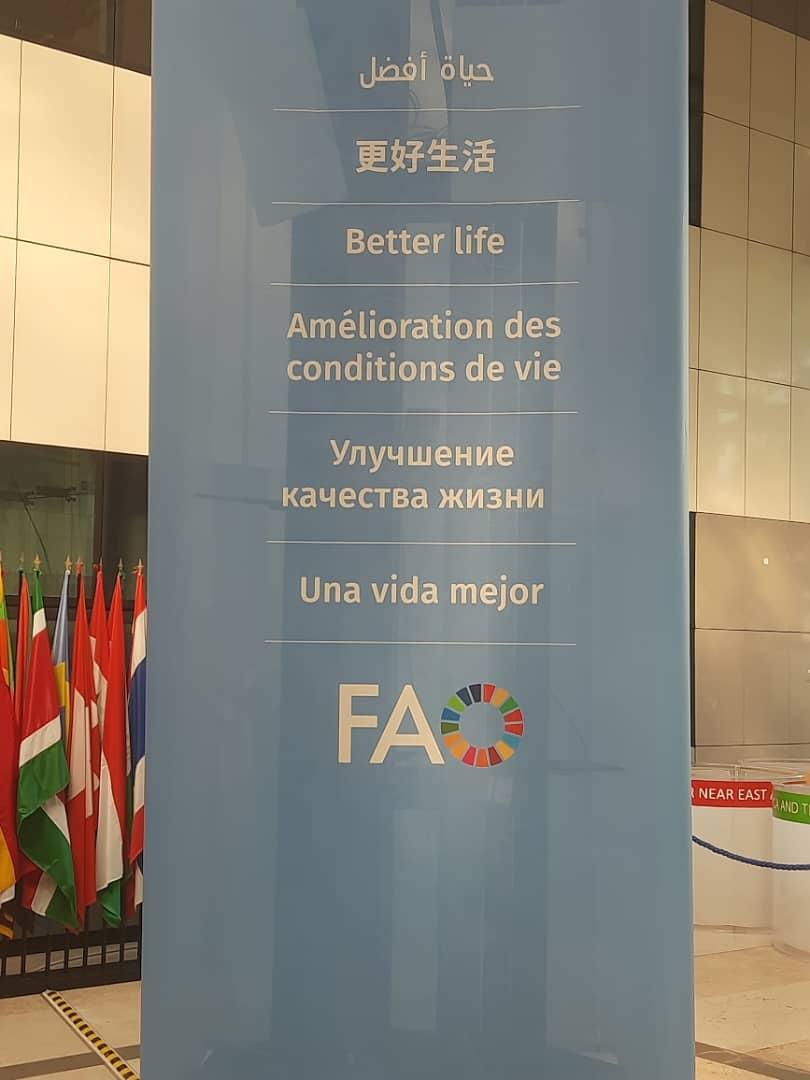 حياة أفضل
更好生活
Better life
Amélioration des
conditions de vie
Улучшение
качества жизни
Una vida mejor
FAO
R NEAR EAST
AND